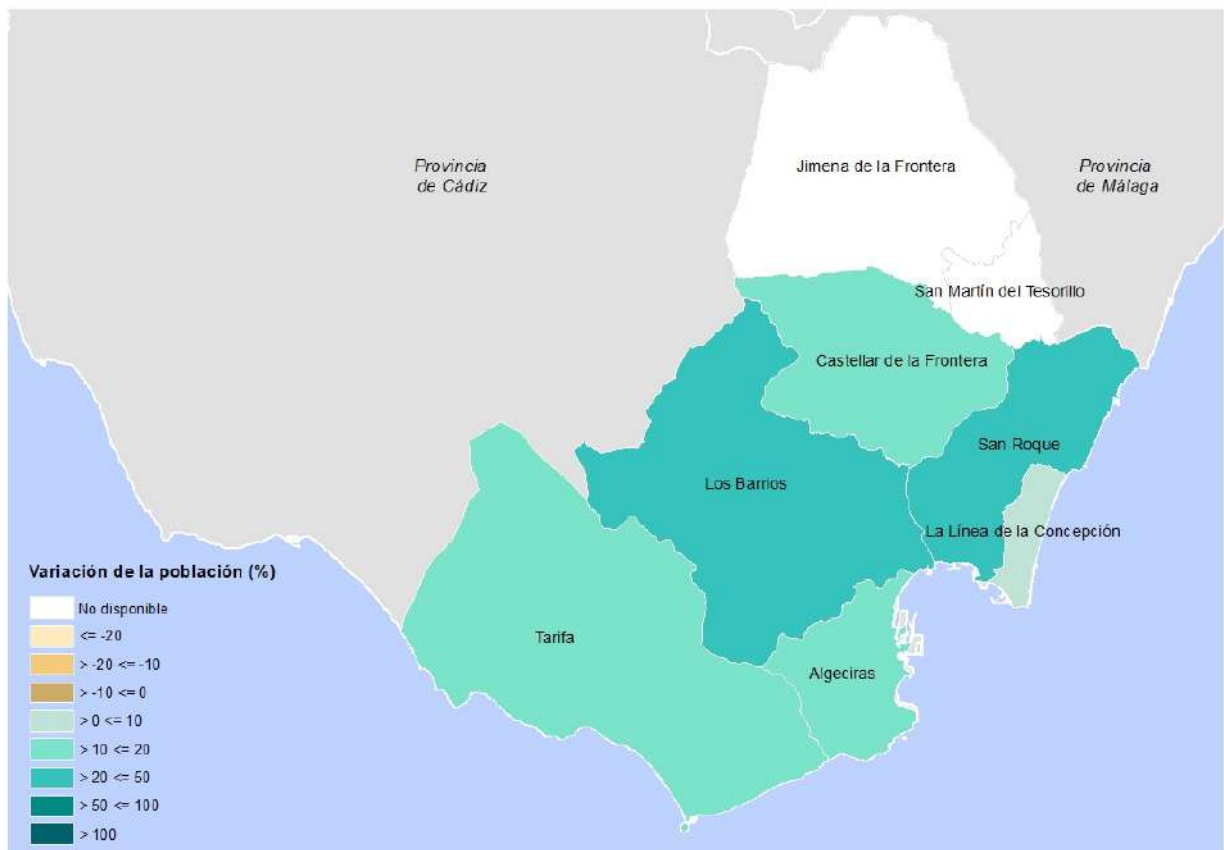 Provincia
de Cádiz
Jimena de la Frontera
Provincia
de Málaga
San Martín del Tesorillo
Castellar de la Frontera
San Roque
Los Barrios
La Línea de la Concepción
Tarifa
Algeciras
Variación de la población (%)
No disponible
<= -20
> -20 <= -10
> -10 <= 0
> 0 <= 10
> 10 <= 20
> 20 <= 50
> 50 <= 100
> 100